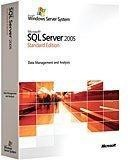 Windows Server System
Microsoft
SQL Server 2005
Standard Edition
Data Management and Analysis
Microsoft